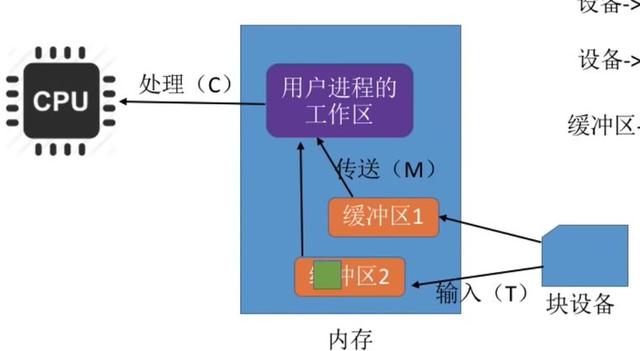 设备->
设备->
缓冲区-
CPU
处理（C）
用户进程的
工作区
传送（M）
缓冲区1
冲区2
输入（T）
块设备
内存